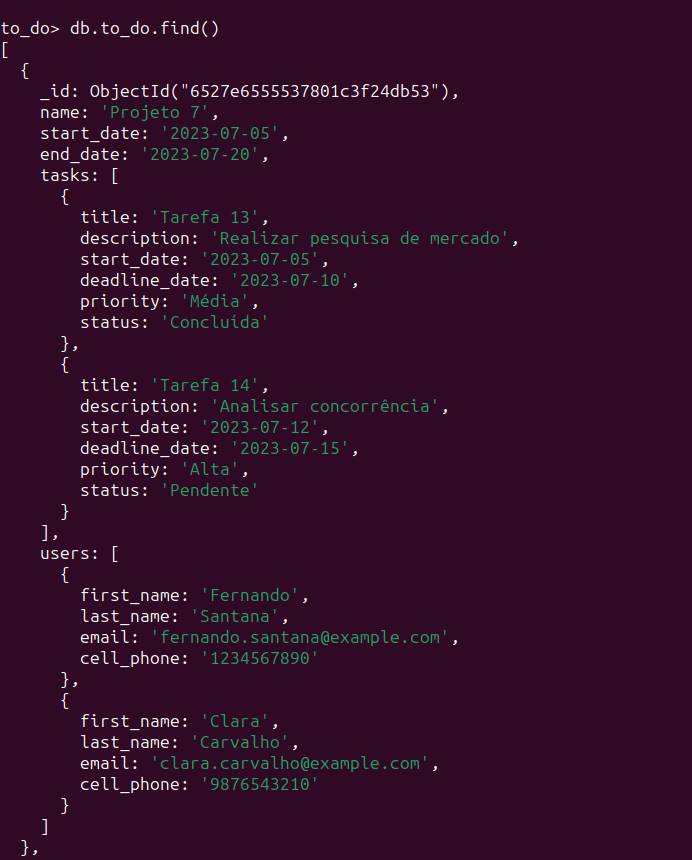 to_do> db.to_do.find()
[
  {
    _id: ObjectId("6527e6555537801c3f24db53"),
    name: 'Projeto 7',
    start_date: '2023-07-05',
    end_date: '2023-07-20',
    tasks: [
      {
        title: 'Tarefa 13',
        description: 'Realizar pesquisa de mercado',
        start_date: '2023-07-05',
        deadline_date: '2023-07-10',
        priority: 'Média',
        status: 'Concluída'
      },
      {
        title: 'Tarefa 14',
        description: 'Analisar concorrência',
        start_date: '2023-07-12',
        deadline_date: '2023-07-15',
        priority: 'Alta',
        status: 'Pendente'
      }
    ],
    users: [
      {
        first_name: 'Fernando',
        last_name: 'Santana',
        email: 'fernando.santana@example.com',
        cell_phone: '1234567890'
      },
      {
        first_name: 'Clara',
        last_name: 'Carvalho',
        email: 'clara.carvalho@example.com',
        cell_phone: '9876543210'
      }
    ]
  },